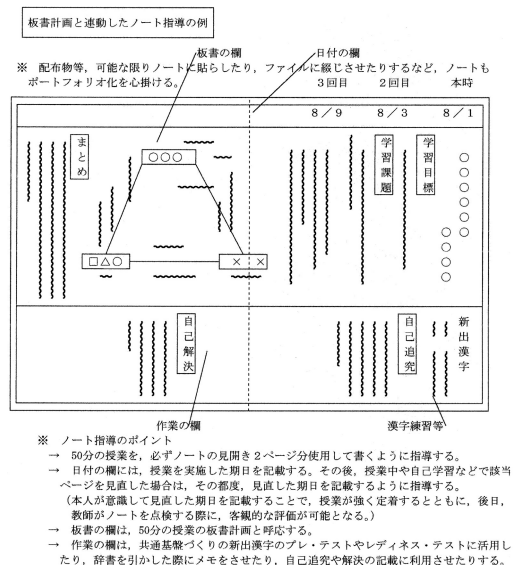 板書計画と連動したノート指導の例
板書の欄
日付の欄
※ 配布物等，可能な限りノートに貼らしたり，ファイルに綴じさせたりするなど，ノートも
ポートフォリオ化を心掛ける。
3回目 2回目 本時
8／9 8／3 8／1
○○○○○○
○○○○
学習目標
学習課題
○○○
□△○
× ×
まとめ
新出漢字
自己追究
自己解決
作業の欄
漢字練習等
※ ノート指導のポイント
→ 50分の授業を，必ずノートの見開き２ページ分使用して書くように指導する。
→ 日付の欄には，授業を実施した期日を記載する。その後，授業中や自己学習などで該当
ページを見直した場合は，その都度，見直した期日を記載するように指導する。
（本人が意識して見直した期日を記載することで，授業が強く定着するとともに，後日，
教師がノートを点検する際に，客観的な評価が可能となる。）
→ 板書の欄は，50分の授業の板書計画と呼応する。
→ 作業の欄は，共通基盤づくりの新出漢字のプレ・テストやレディネス・テストに活用し
たり，辞書を引かした際にメモをさせたり，自己追究や解決の記載に利用させたりする。